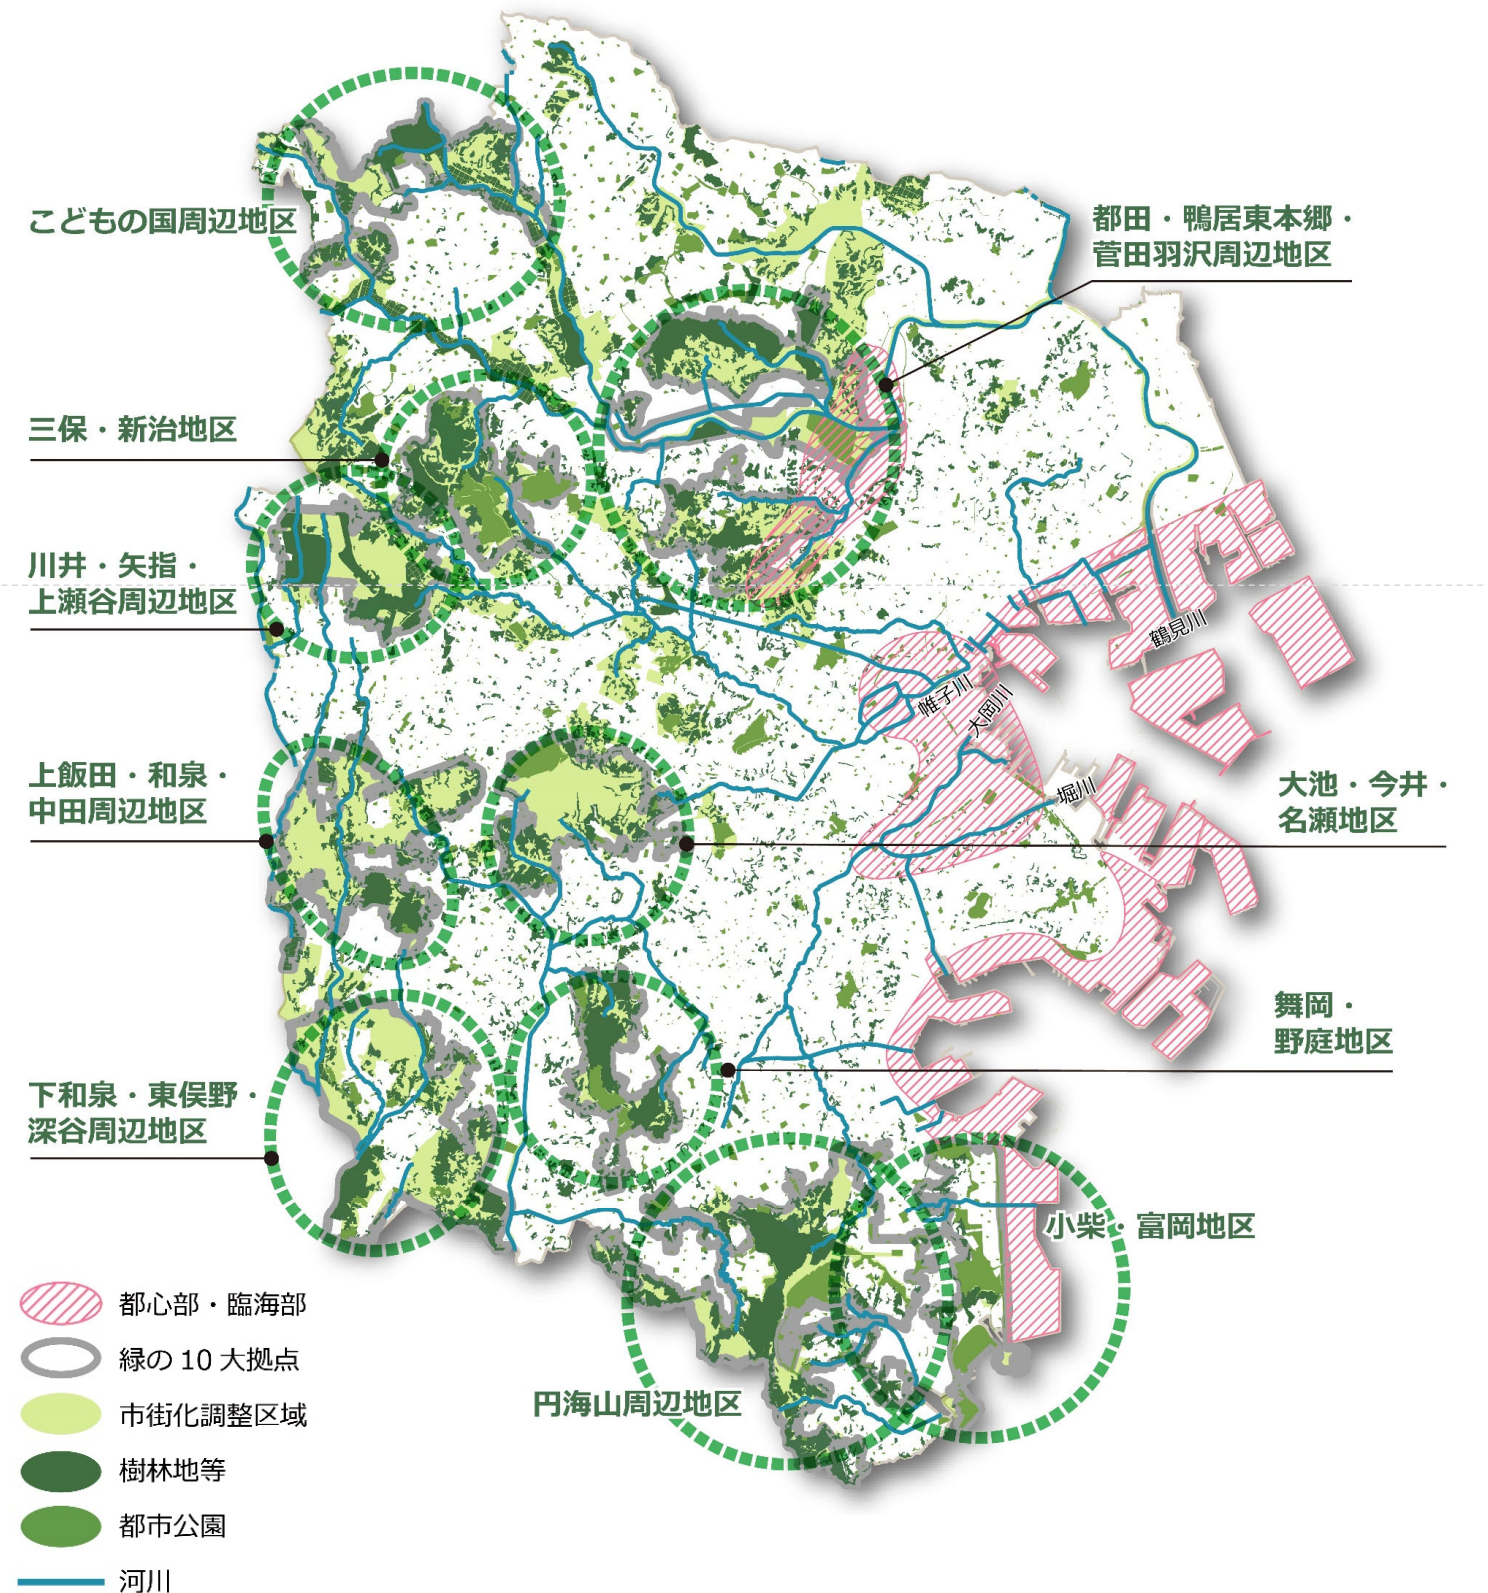 こどもの国周辺地区
都田・鴨居東本郷・
菅田羽沢周辺地区
三保・新治地区
川井・矢指・
上瀬谷周辺地区
鶴見川
帷子川
大岡川
堀川
上飯田・和泉・
中田周辺地区
大池・今井・
名瀬地区
舞岡・
野庭地区
下和泉・東俣野・
深谷周辺地区
小柴・富岡地区
円海山周辺地区
都心部・臨海部
緑の10大拠点
市街化調整区域
樹林地等
都市公園
河川